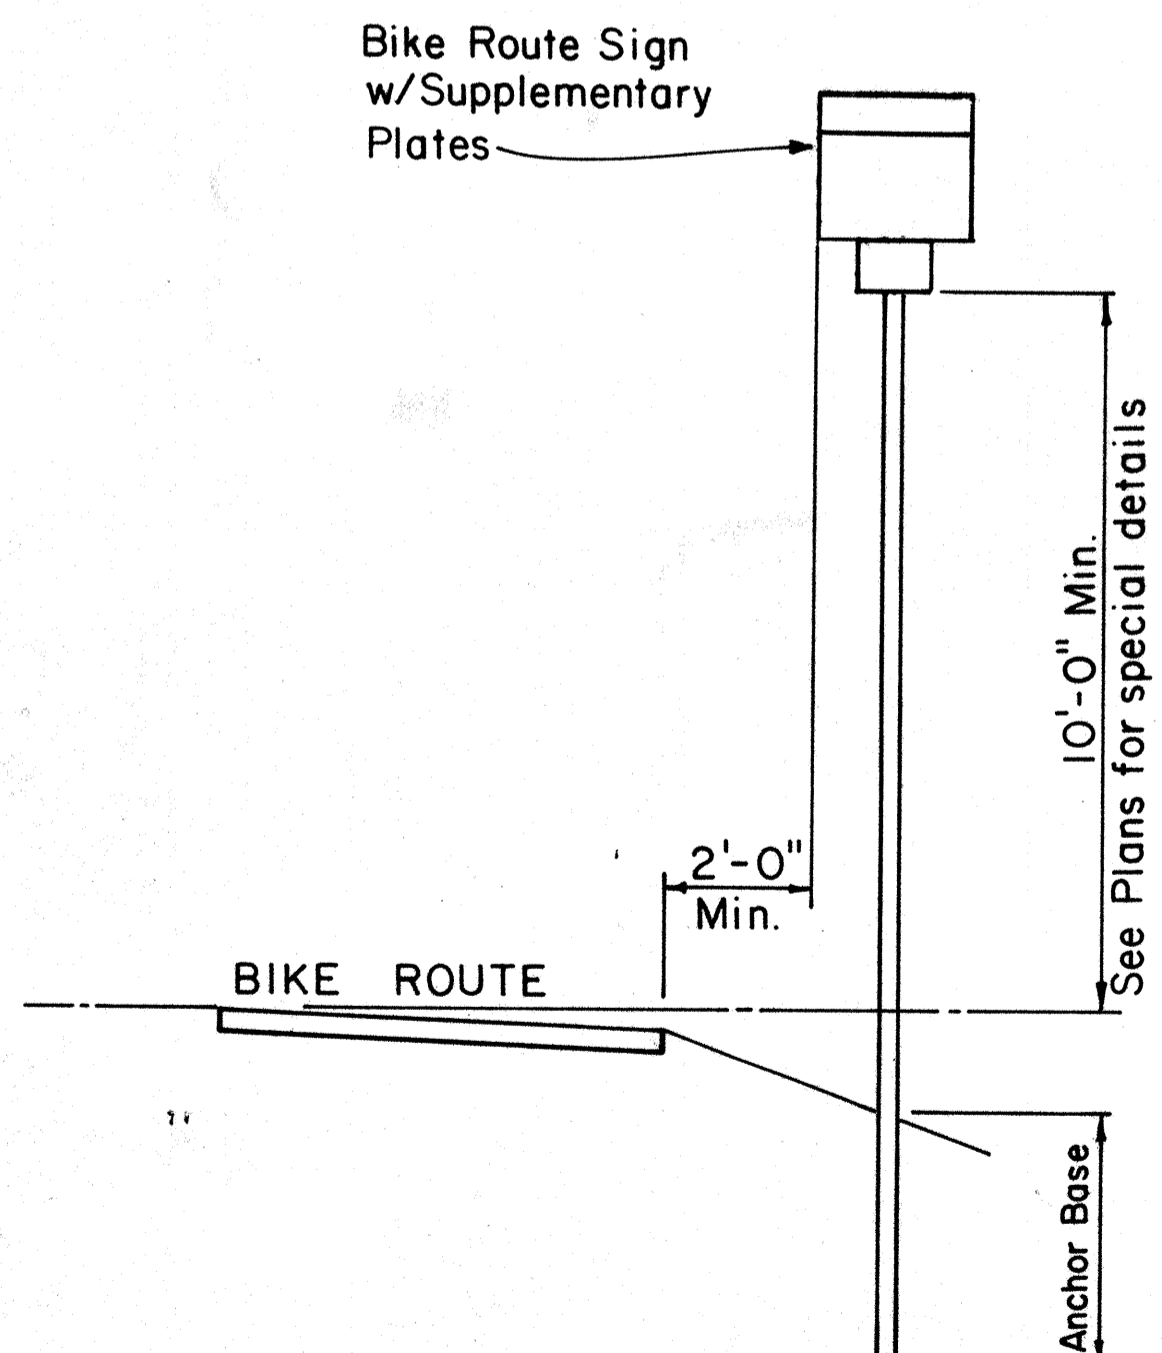 Bike Route Sign
w/Supplementary
Plates
10'-0" Min.
See Plans for special details
2'-0"
Min.
BIKE ROUTE
Anchor Base